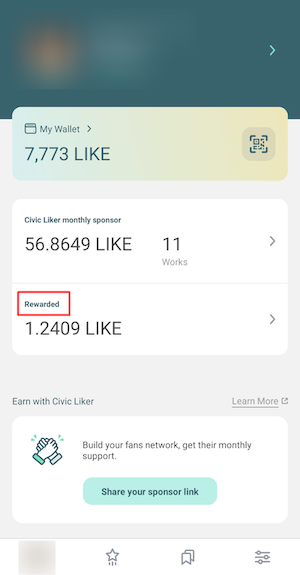 My Wallet
7,773 LIKE
Civic Liker monthly sponsor
56.8649 LIKE
11
Works
Rewarded
1.2409 LIKE
Earn with Civic Liker
Learn More
Build your fans network, get their monthly
support.
Share your sponsor link